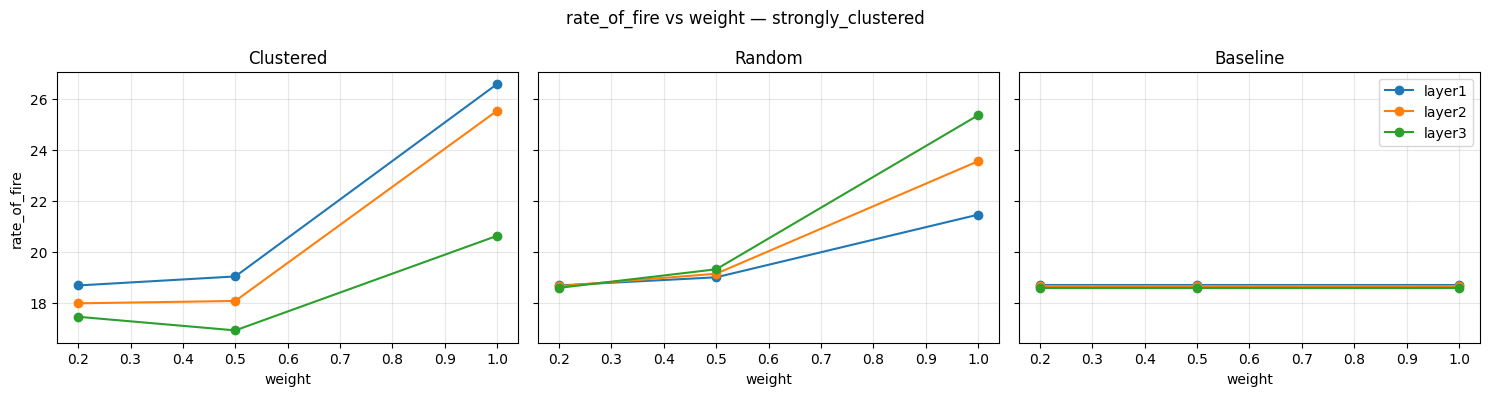 rate_of_fire vs weight — strongly_clustered
Clustered
Random
Baseline
rate_of_fire
26
24
22
20
18
layer1
layer2
layer3
0.2 0.3 0.4 0.5 0.6 0.7 0.8 0.9 1.0
0.2 0.3 0.4 0.5 0.6 0.7 0.8 0.9 1.0
0.2 0.3 0.4 0.5 0.6 0.7 0.8 0.9 1.0
weight
weight
weight